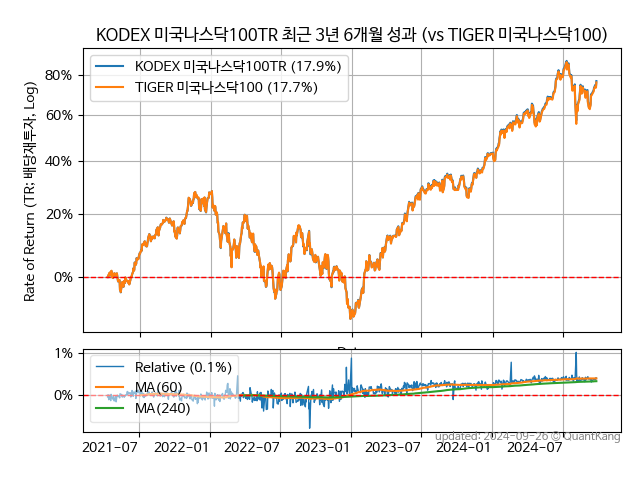 KODEX 미국나스닥100TR 최근 3년 6개월 성과 (vs TIGER 미국나스닥100)
Rate of Return (TR: 배당재투자, Log)
80%
60%
40%
20%
0%
KODEX 미국나스닥100TR (17.9%)
TIGER 미국나스닥100 (17.7%)
1%
0%
Relative (0.1%)
MA(60)
MA(240)
updated: 2024-09-26 © QuantKang
2021-07 2022-01 2022-07 2023-01 2023-07 2024-01 2024-07